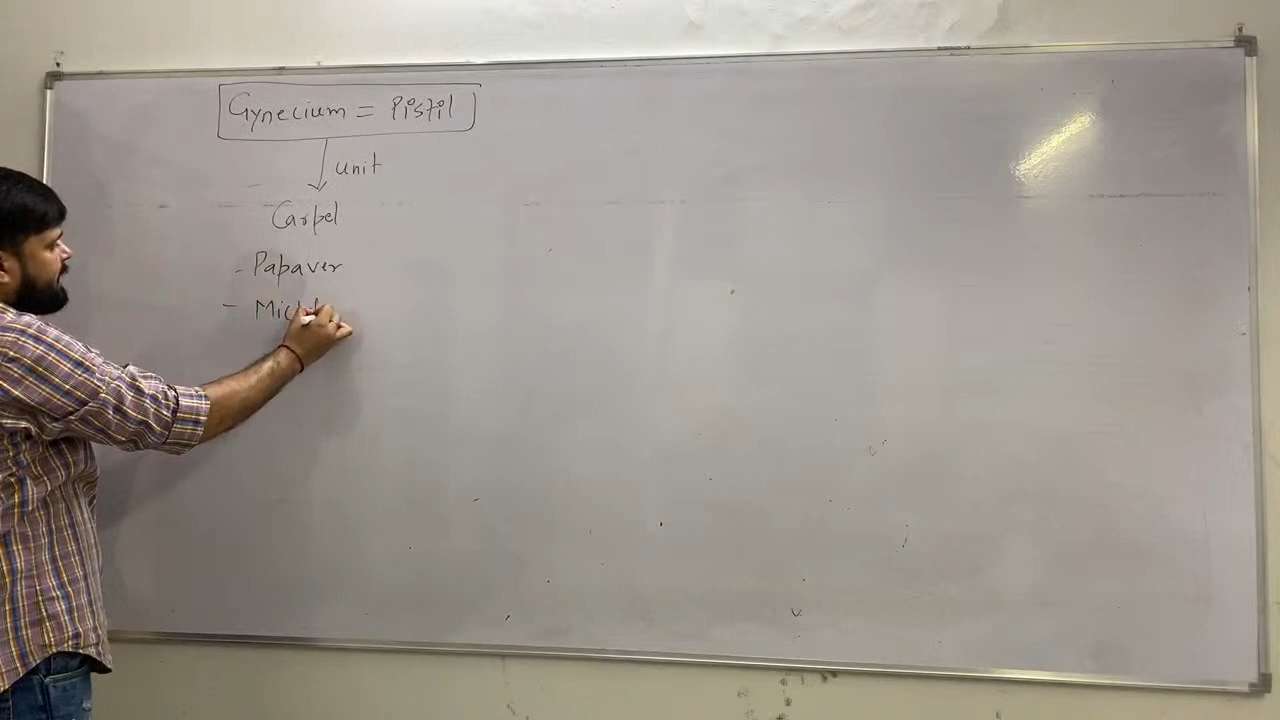 Gynecium = Pistil
unit
Carpel
- Papaver
-